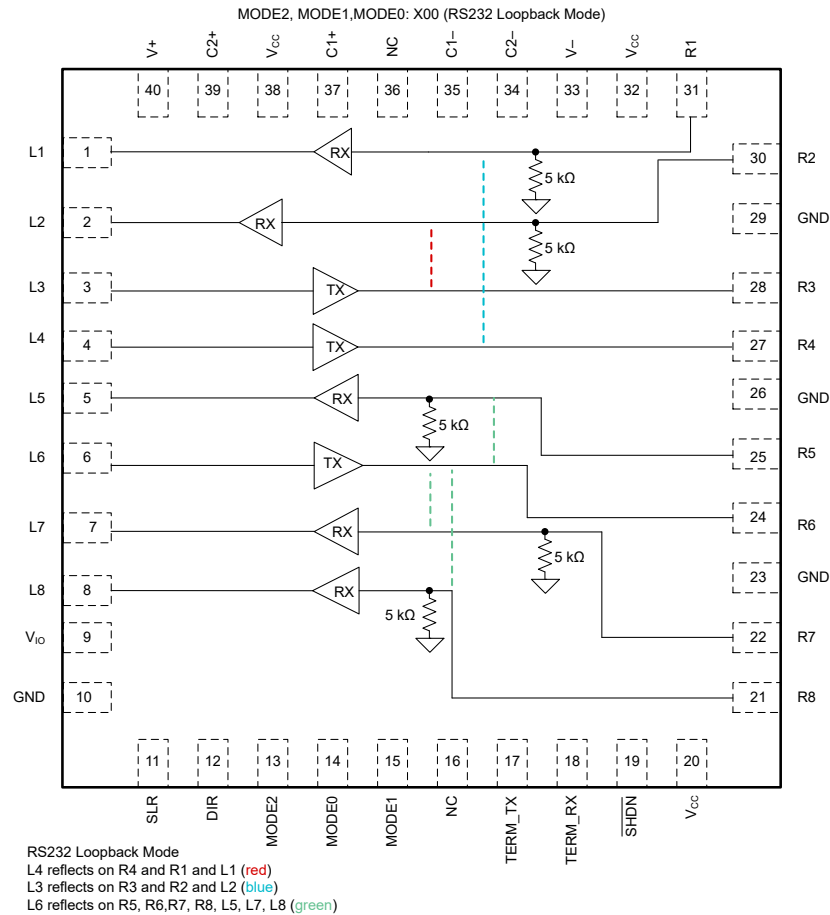 MODE2, MODE1,MODE0: X00 (RS232 Loopback Mode)
V+ C2+ VCC C1+ NC C1– C2– V– VCC R1
40 39 38 37 36 35 34 33 32 31
L1 1 RX 5 kΩ 30 R2
L2 2 RX 5 kΩ 29 GND
L3 3 TX 28 R3
L4 4 TX 27 R4
L5 5 RX 5 kΩ 26 GND
25 R5
L6 6 TX 24 R6
L7 7 RX 5 kΩ 23 GND
L8 8 RX 5 kΩ
VIO 9 22 R7
GND 10 21 R8
11 12 13 14 15 16 17 18 19 20
SLR DIR MODE2 MODE0 MODE1 NC TERM_TX TERM_RX SHDN VCC
RS232 Loopback Mode
L4 reflects on R4 and R1 and L1 (red)
L3 reflects on R3 and R2 and L2 (blue)
L6 reflects on R5, R6,R7, R8, L5, L7, L8 (green)